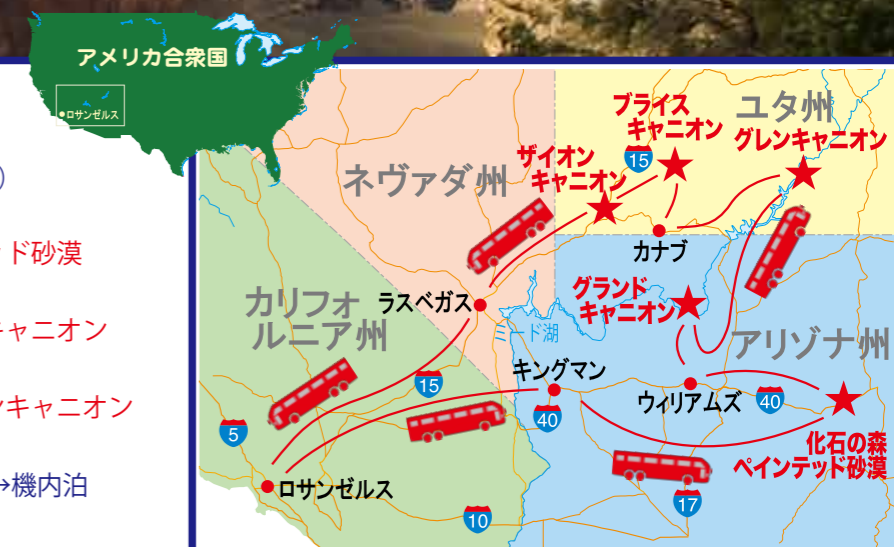 アメリカ合衆国
ロサンゼルス
)
ド砂漠
キャニオン
ンキャニオン
→機内泊
ネヴァダ州
ユタ州
カリフォ
ルニア州
アリゾナ州
ブライス
キャニオン
グレンキャニオン
ザイオン
キャニオン
15
カナブ
グランド
キャニオン
ラスベガス
ミード湖
キングマン
15
40
ウィリアムズ
40
化石の森
ペインテッド砂漠
5
ロサンゼルス
10
17